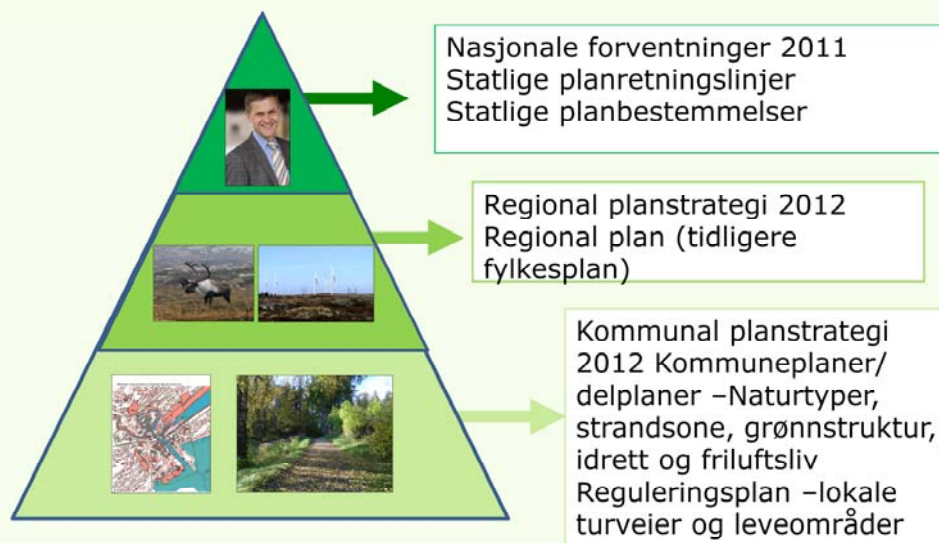 Nasjonale forventninger 2011
Statlige planretningslinjer
Statlige planbestemmelser
Regional planstrategi 2012
Regional plan (tidligere
fylkesplan)
Kommunal planstrategi
2012 Kommuneplaner/
delplaner –Naturtyper,
strandsone, grønnstruktur,
idrett og friluftsliv
Reguleringsplan –lokale
turveier og leveområder